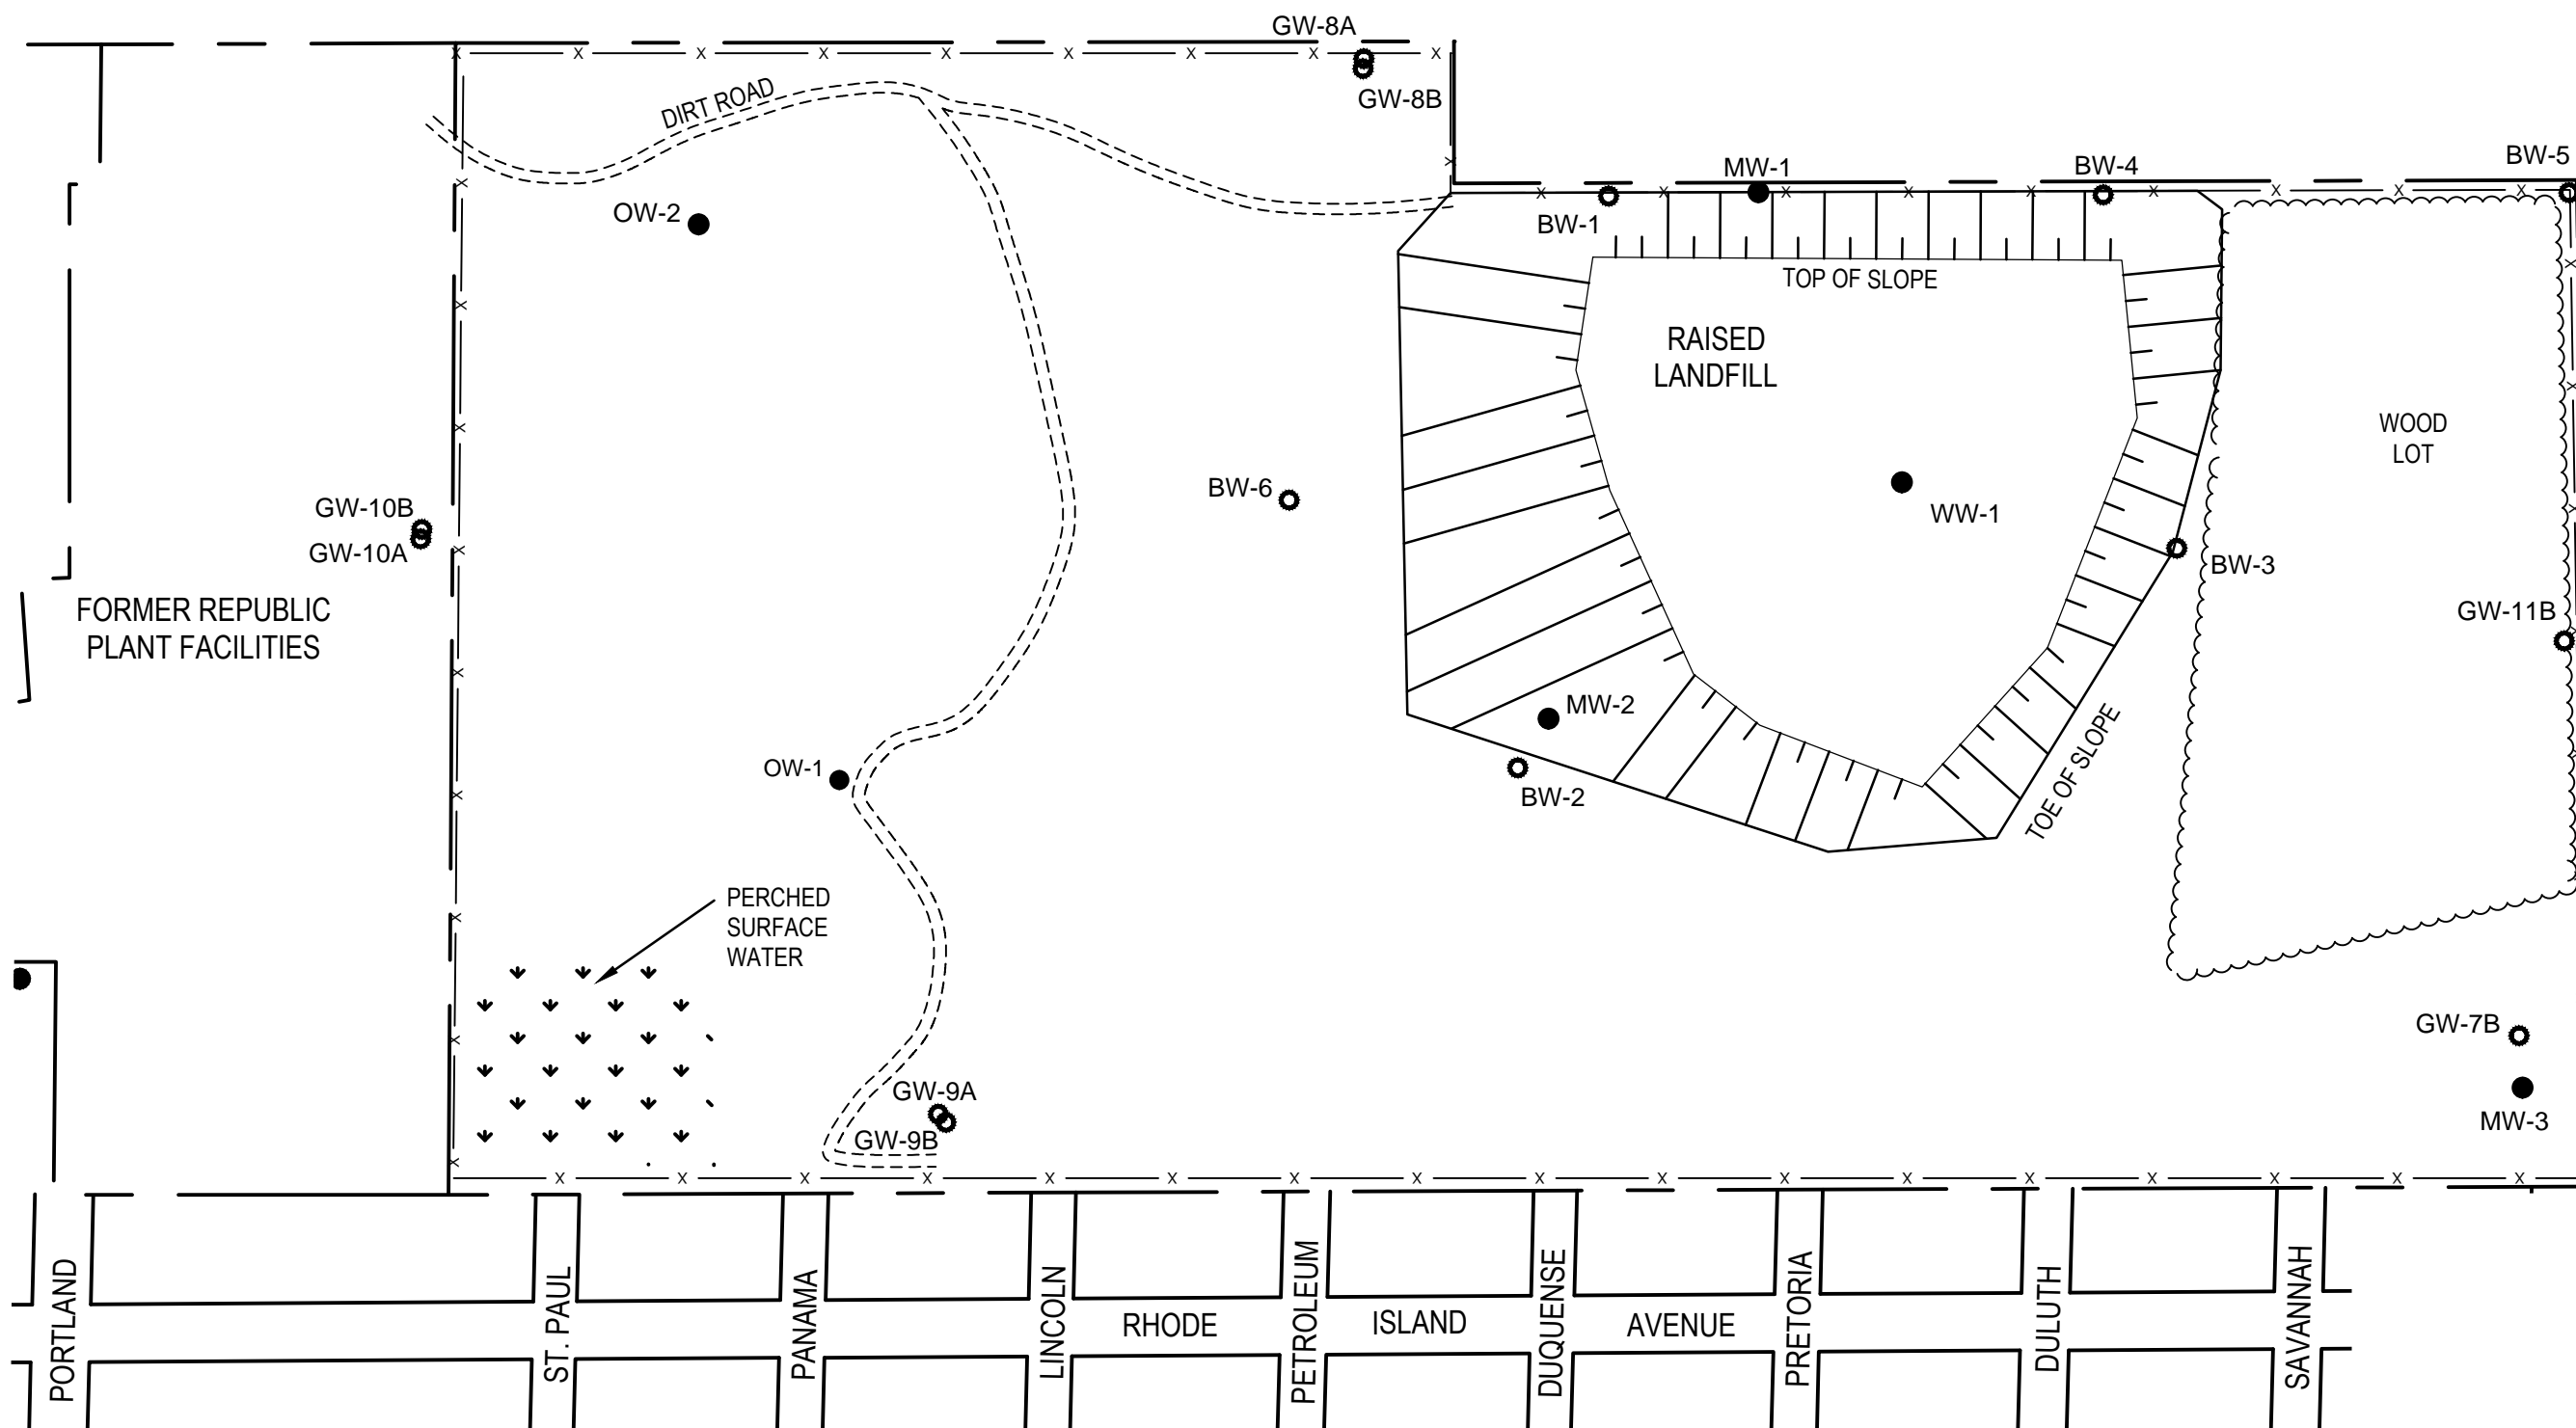 GW-8A
DIRT ROAD
GW-8B
MW-1
BW-4
BW-5
OW-2
BW-1
TOP OF SLOPE
RAISED
LANDFILL
WOOD
LOT
BW-6
GW-10B
WW-1
GW-10A
BW-3
FORMER REPUBLIC
PLANT FACILITIES
GW-11B
MW-2
TOE OF SLOPE
OW-1
BW-2
PERCHED
SURFACE
WATER
GW-7B
GW-9A
MW-3
GW-9B
PORTLAND
ST. PAUL
PANAMA
LINCOLN
RHODE
PETROLEUM
ISLAND
DUQUENSE
AVENUE
PRETORIA
DULUTH
SAVANNAH